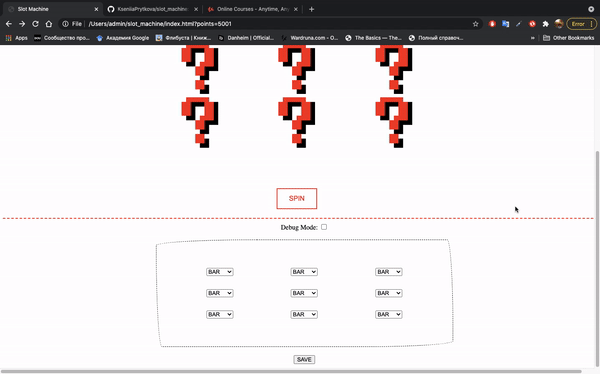 Slot Machine
KseniiaPrytkova/slot_machine
Online Courses - Anytime, Any
File | /Users/admin/slot_machine/index.html?points=5001
Error
Apps
Сообщество про...
Академия Google
Флибуста | Книж...
Danheim | Official...
Wardruna.com - O...
The Basics — The...
Полный справоч...
»
Other Bookmarks
SPIN
Debug Mode:
BAR BAR BAR
BAR BAR BAR
BAR BAR BAR
SAVE